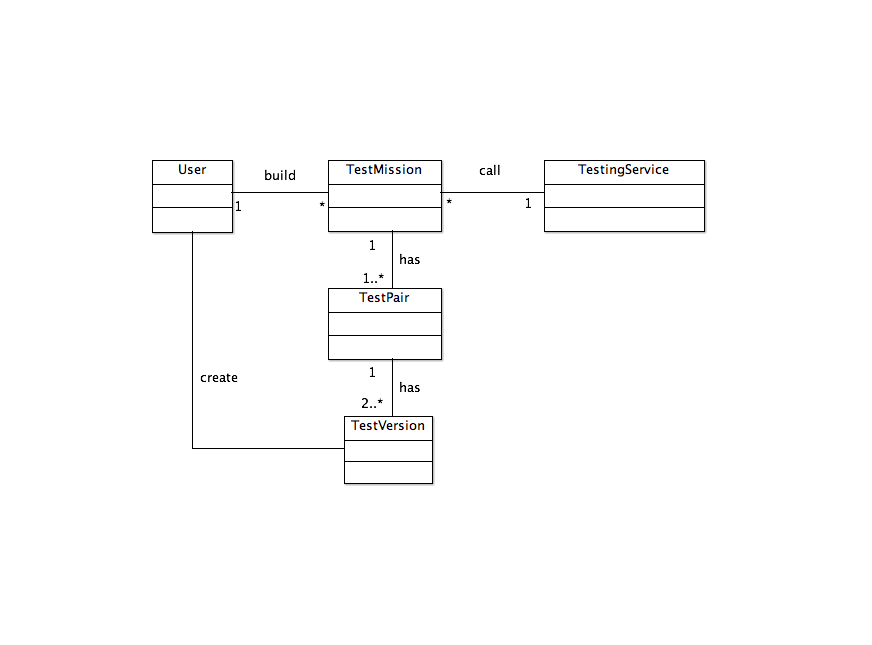 User
build
TestMission
call
TestingService
1
*
*
1
1
has
1..*
TestPair
1
has
create
2..*
TestVersion